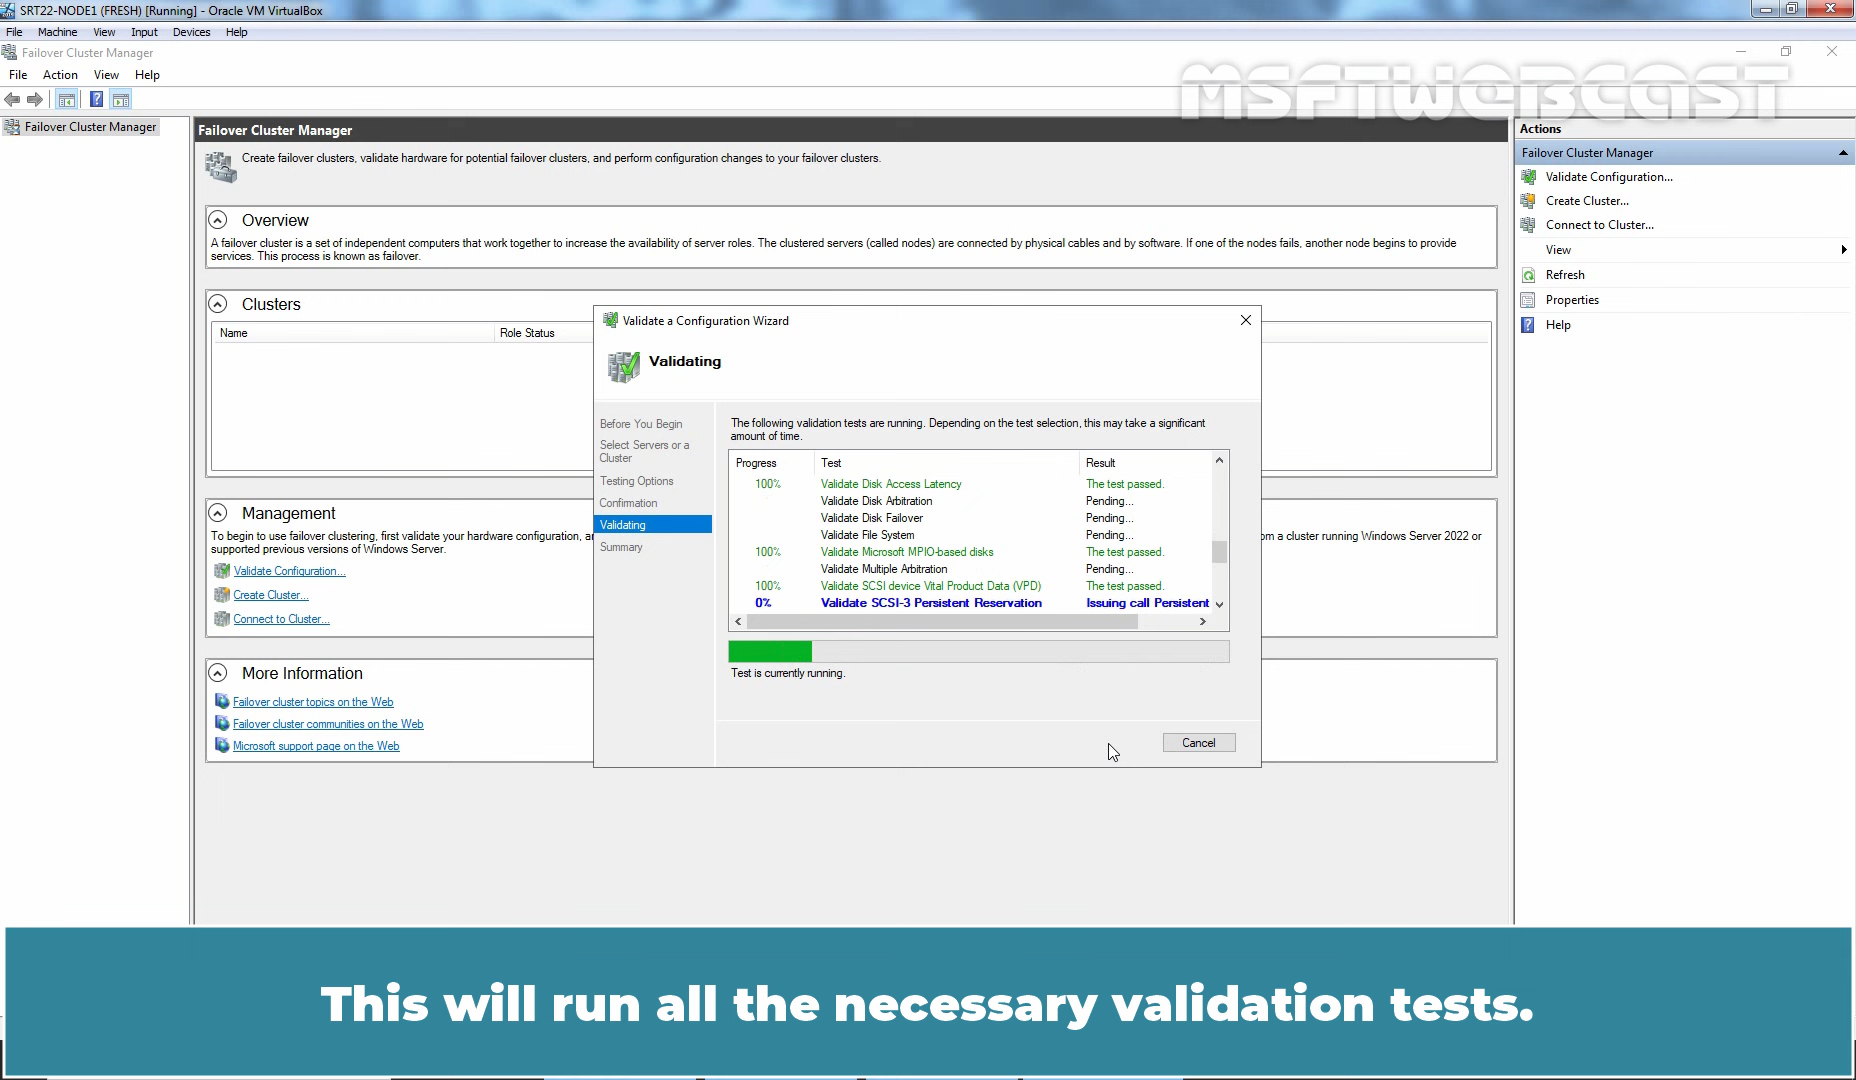 SRT22-NODE1 (FRESH) [Running] - Oracle VM VirtualBox
File Machine View Input Devices Help
Failover Cluster Manager
File Action View Help
MSFTWEBCAST
Failover Cluster Manager
Failover Cluster Manager
Create failover clusters, validate hardware for potential failover clusters, and perform configuration changes to your failover clusters.
Overview
A failover cluster is a set of independent computers that work together to increase the availability of server roles. The clustered servers (called nodes) are connected by physical cables and by software. If one of the nodes fails, another node begins to provide
services. This process is known as failover.
Clusters
Name Role Status
Management
To begin to use failover clustering, first validate your hardware configuration, an
om a cluster running Windows Server 2022 or
supported previous versions of Windows Server.
Validate Configuration...
Create Cluster...
Connect to Cluster...
More Information
Failover cluster topics on the Web
Failover cluster communities on the Web
Microsoft support page on the Web
Validate a Configuration Wizard
Validating
Before You Begin
Select Servers or a
Cluster
Testing Options
Confirmation
Validating
Summary
The following validation tests are running. Depending on the test selection, this may take a significant
amount of time.
Progress Test Result
100% Validate Disk Access Latency The test passed.
Validate Disk Arbitration Pending...
Validate Disk Failover Pending...
Validate File System Pending...
100% Validate Microsoft MPIO-based disks The test passed.
Validate Multiple Arbitration Pending...
100% Validate SCSI device Vital Product Data (VPD) The test passed.
0% Validate SCSI-3 Persistent Reservation Issuing call Persistent
Test is currently running.
Cancel
Actions
Failover Cluster Manager
Validate Configuration...
Create Cluster...
Connect to Cluster...
View
Refresh
Properties
Help
This will run all the necessary validation tests.